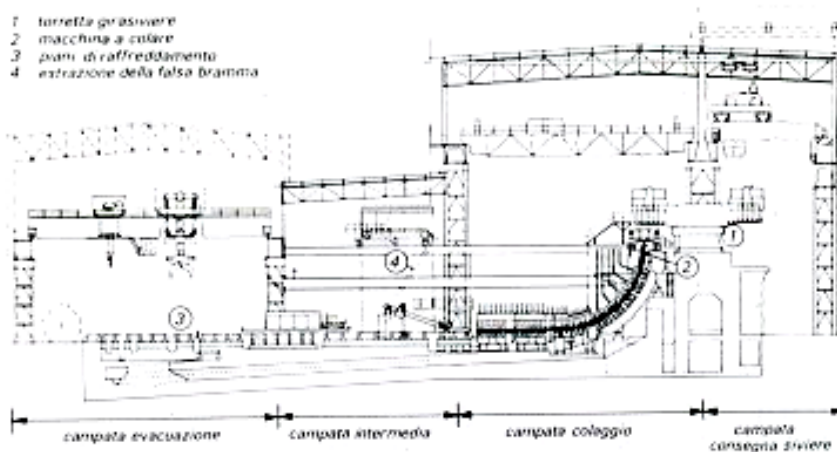 1 torretta girasiviere
2 macchina a colare
3 piani di raffreddamento
4 estrazione della falsa bramma
4
1
2
3
campata evacuazione
campata intermedia
campata colaggio
campata
consegna siviere